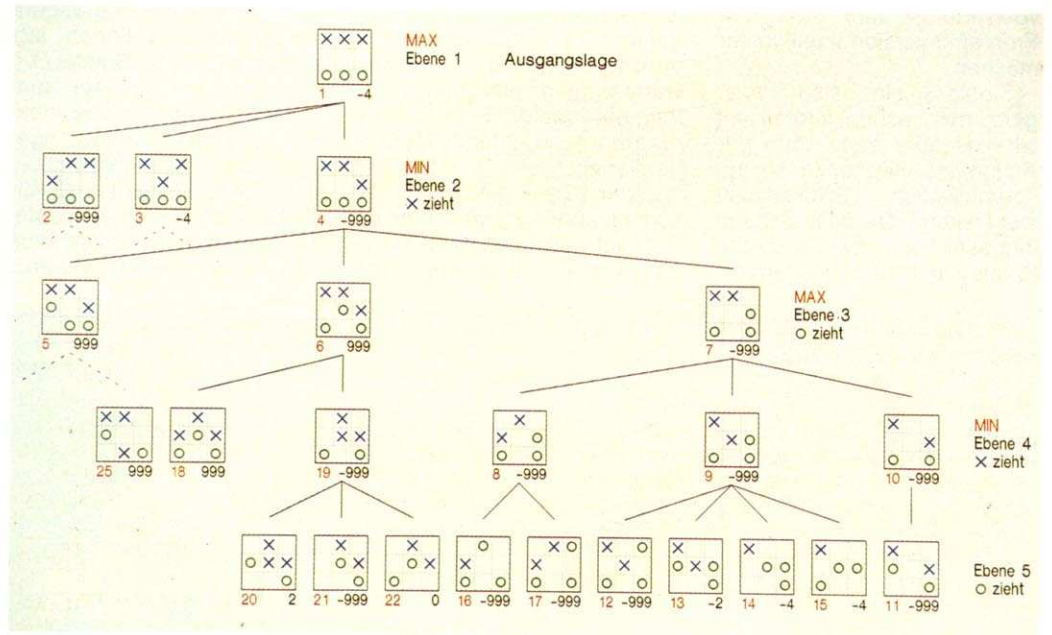 MAX
Ebene 1 Ausgangslage
1 -4
MIN
Ebene 2
X zieht
2 -999 3 -4 4 -999
MAX
Ebene 3
O zieht
5 999 6 999 7 -999
MIN
Ebene 4
X zieht
25 999 18 999 19 -999 8 -999 9 -999 10 -999
Ebene 5
O zieht
20 2 21 -999 22 0 16 -999 17 -999 12 -999 13 -2 14 -4 15 -4 11 -999